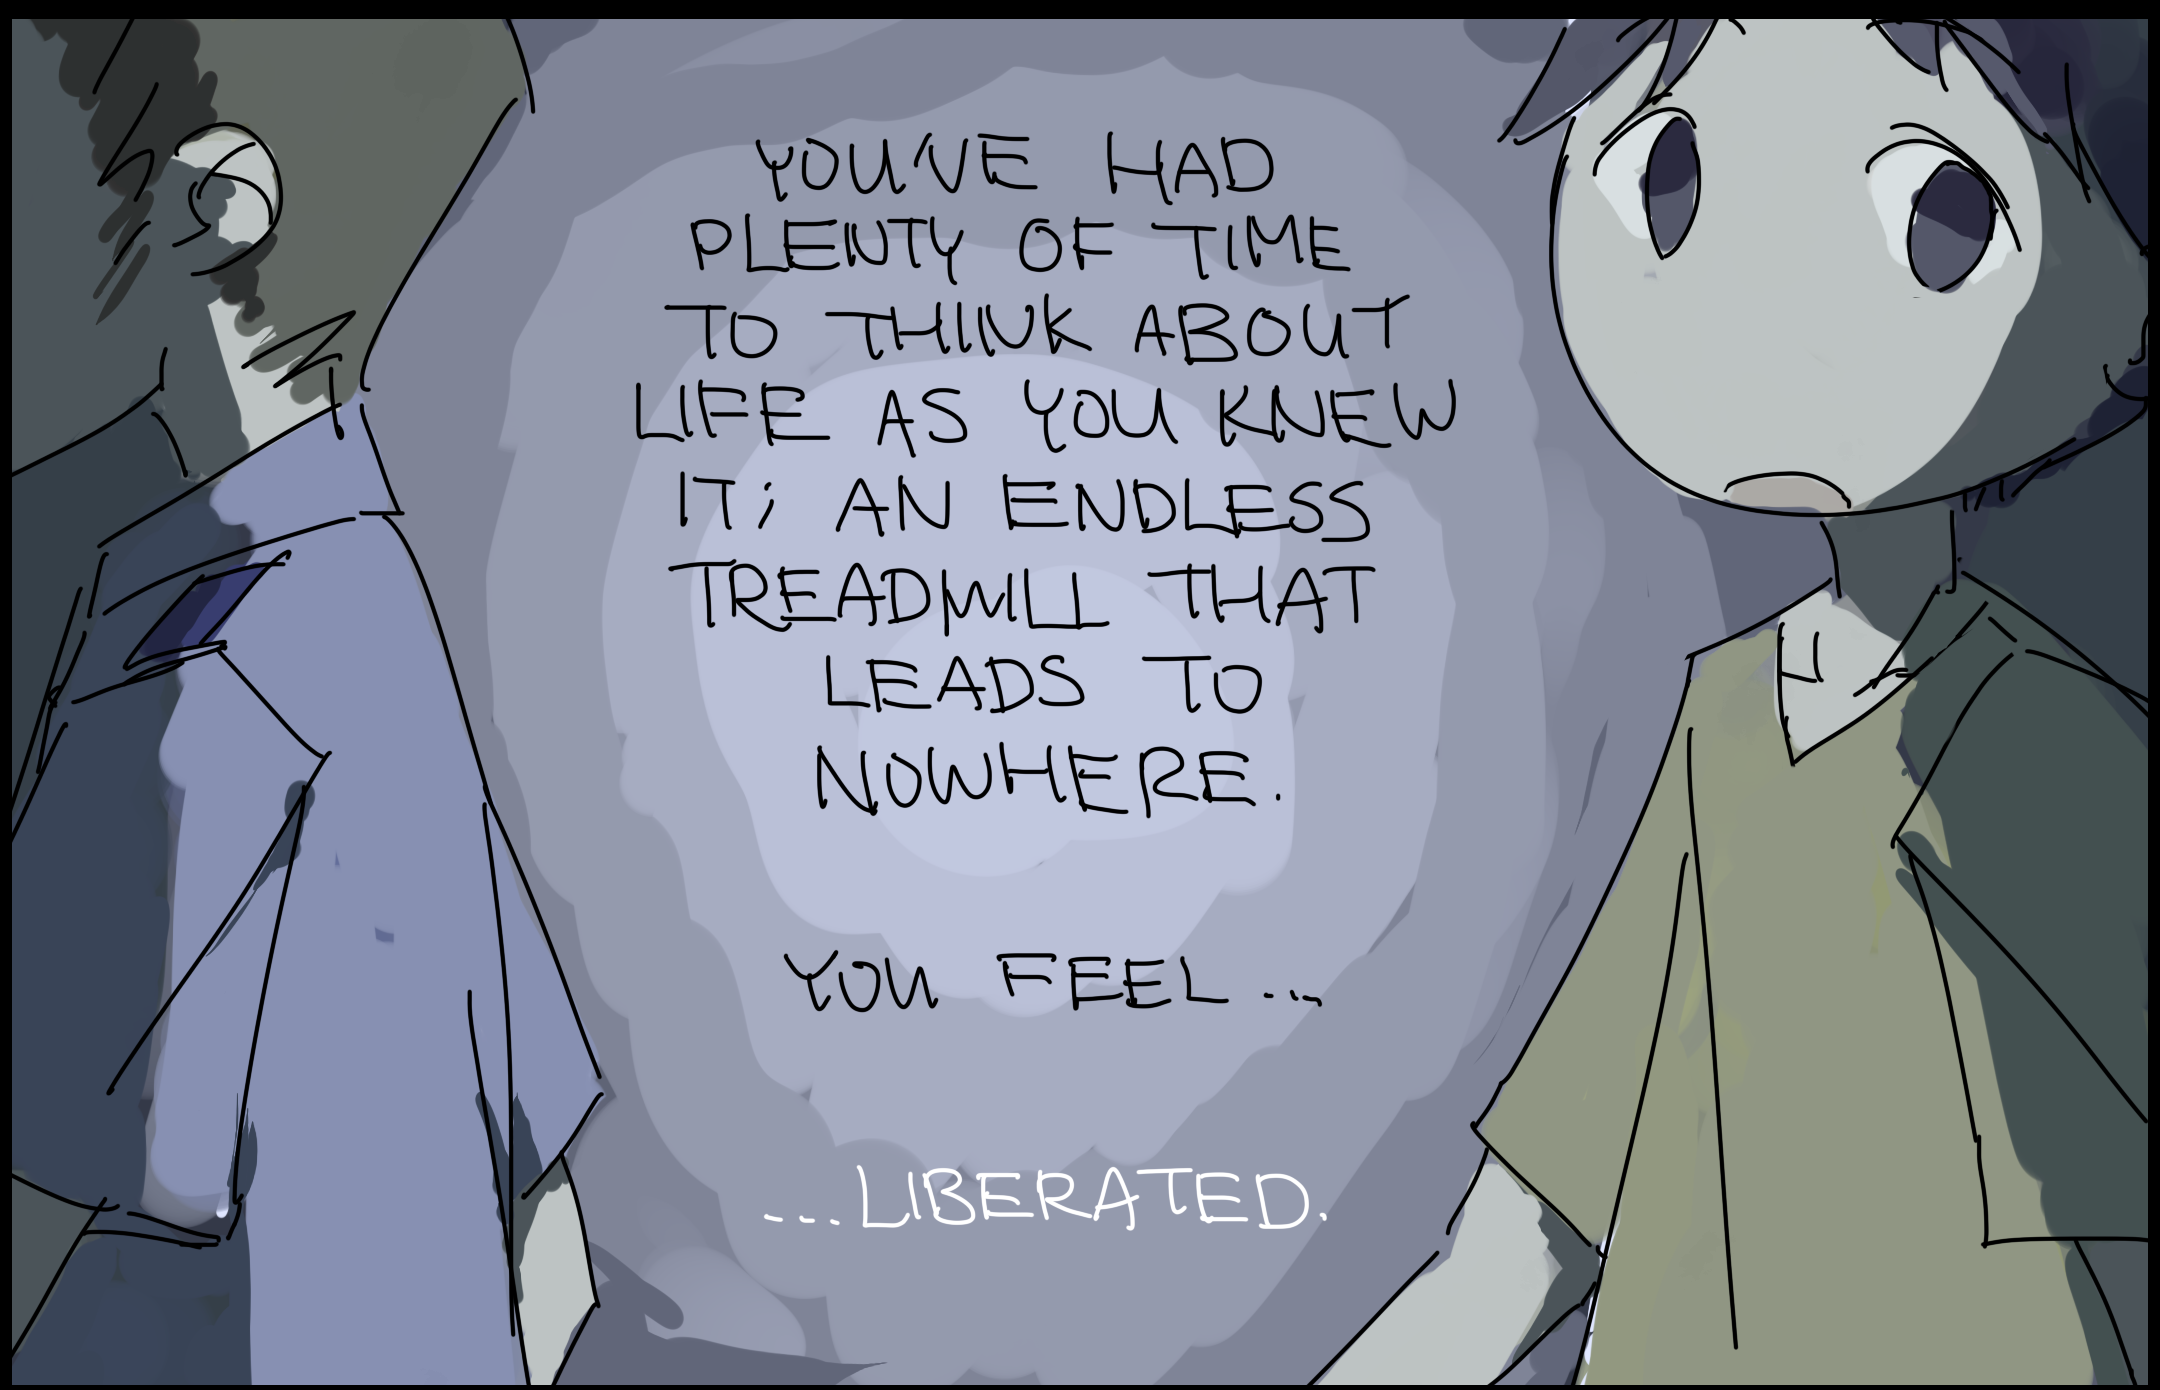 YOU'VE HAD
PLENTY OF TIME
TO THINK ABOUT
LIFE AS YOU KNEW
IT; AN ENDLESS
TREADMILL THAT
LEADS TO
NOWHERE.
YOU FEEL...
...LIBERATED.